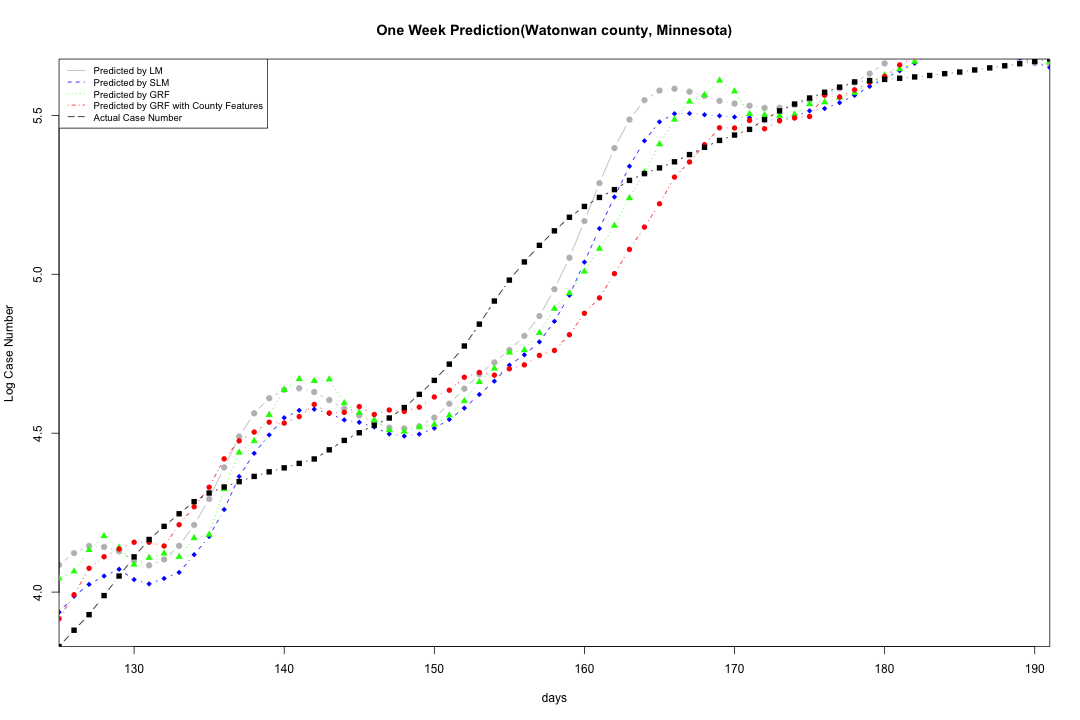 One Week Prediction(Watonwan county, Minnesota)
Predicted by LM
Predicted by SLM
Predicted by GRF
Predicted by GRF with County Features
Actual Case Number
Log Case Number
5.5
5.0
4.5
4.0
130 140 150 160 170 180 190
days